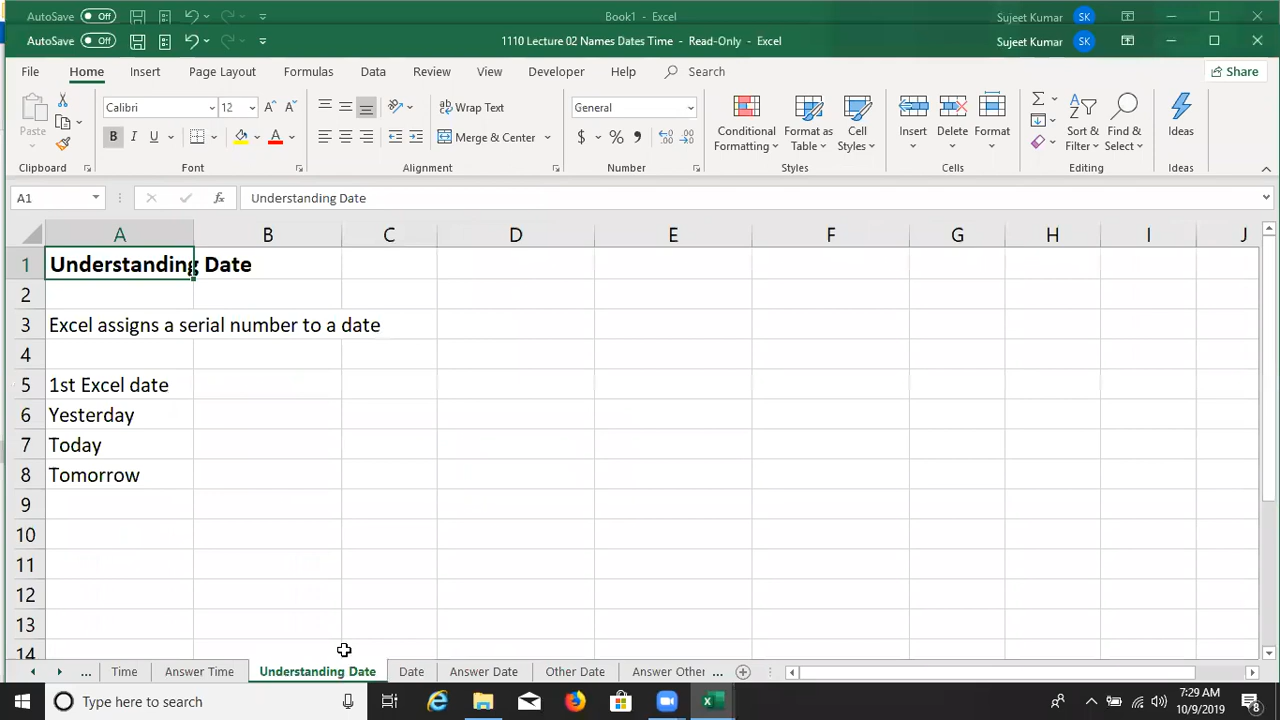 AutoSave Off Book1 - Excel Sujeet Kumar SK
AutoSave Off 1110 Lecture 02 Names Dates Time - Read-Only - Excel Sujeet Kumar SK
File Home Insert Page Layout Formulas Data Review View Developer Help Search Share
Paste Calibri 12 Wrap Text General Conditional Formatting Format as Table Cell Styles Insert Delete Format Sort & Filter Find & Select Ideas
B I U A Merge & Center $ % ,
Clipboard Font Alignment Number Styles Cells Editing Ideas
A1 fx Understanding Date
A B C D E F G H I J
1 Understanding Date
2
3 Excel assigns a serial number to a date
4
5 1st Excel date
6 Yesterday
7 Today
8 Tomorrow
9
10
11
12
13
14
... Time Answer Time Understanding Date Date Answer Date Other Date Answer Other ...
Type here to search 7:29 AM
10/9/2019 8